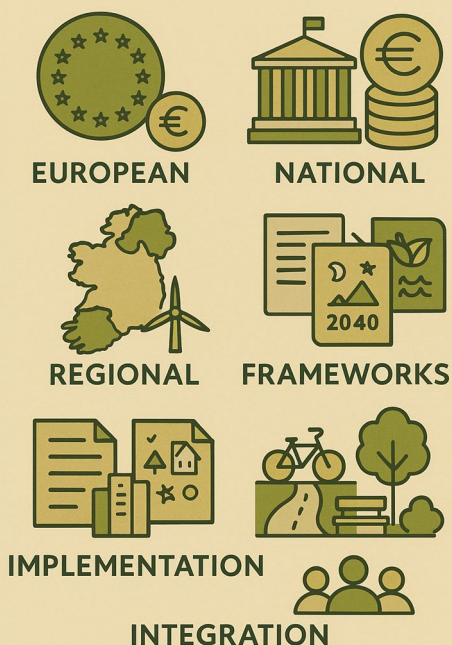 €
€
EUROPEAN
NATIONAL
2040
REGIONAL
FRAMEWORKS
IMPLEMENTATION
INTEGRATION